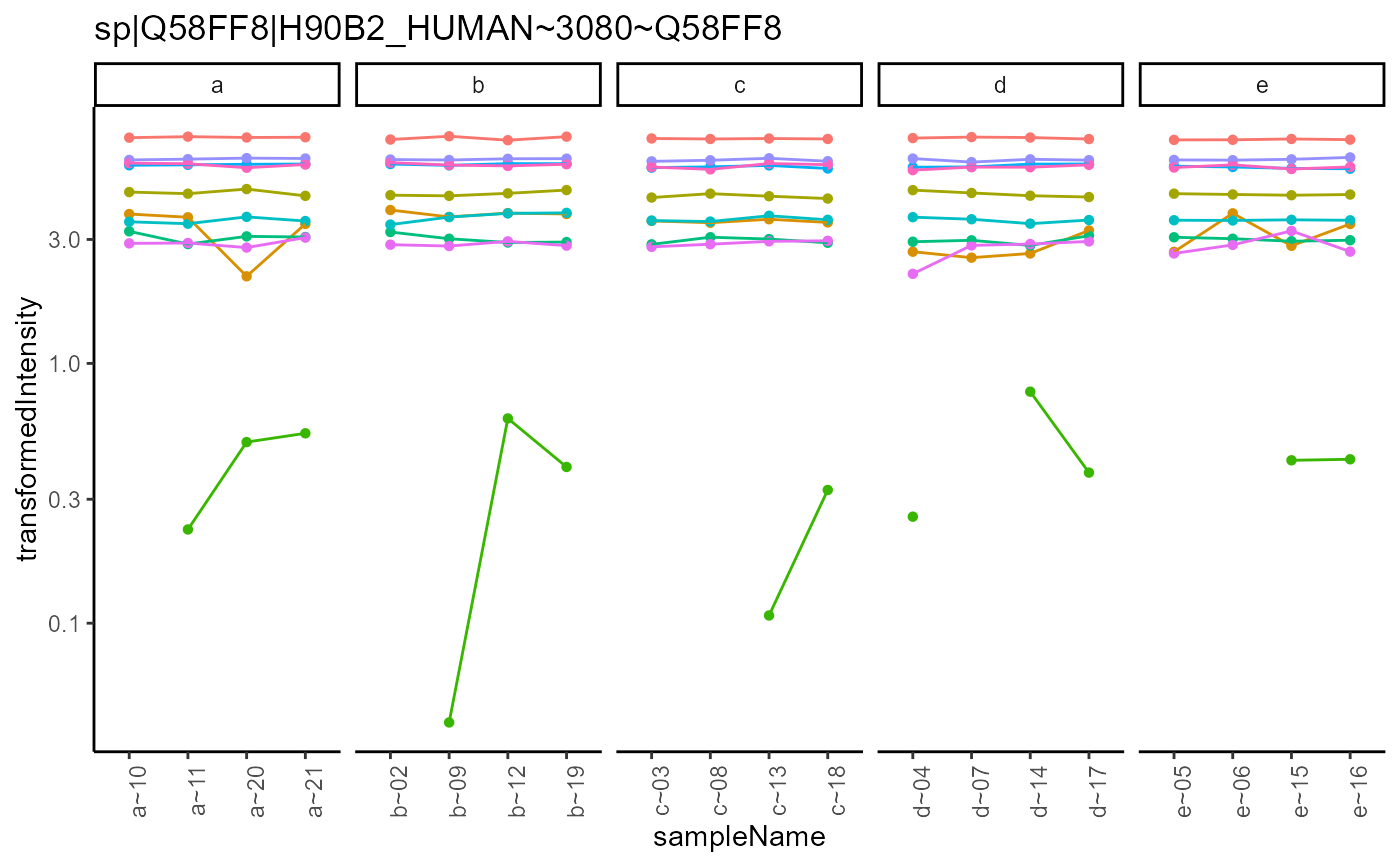 sp|Q58FF8|H90B2_HUMAN~3080~Q58FF8
a b c d e
transformedIntensity
3.0
1.0
0.3
0.1
a~10 a~11 a~20 a~21 b~02 b~09 b~12 b~19 c~03 c~08 c~13 c~18 d~04 d~07 d~14 d~17 e~05 e~06 e~15 e~16
sampleName